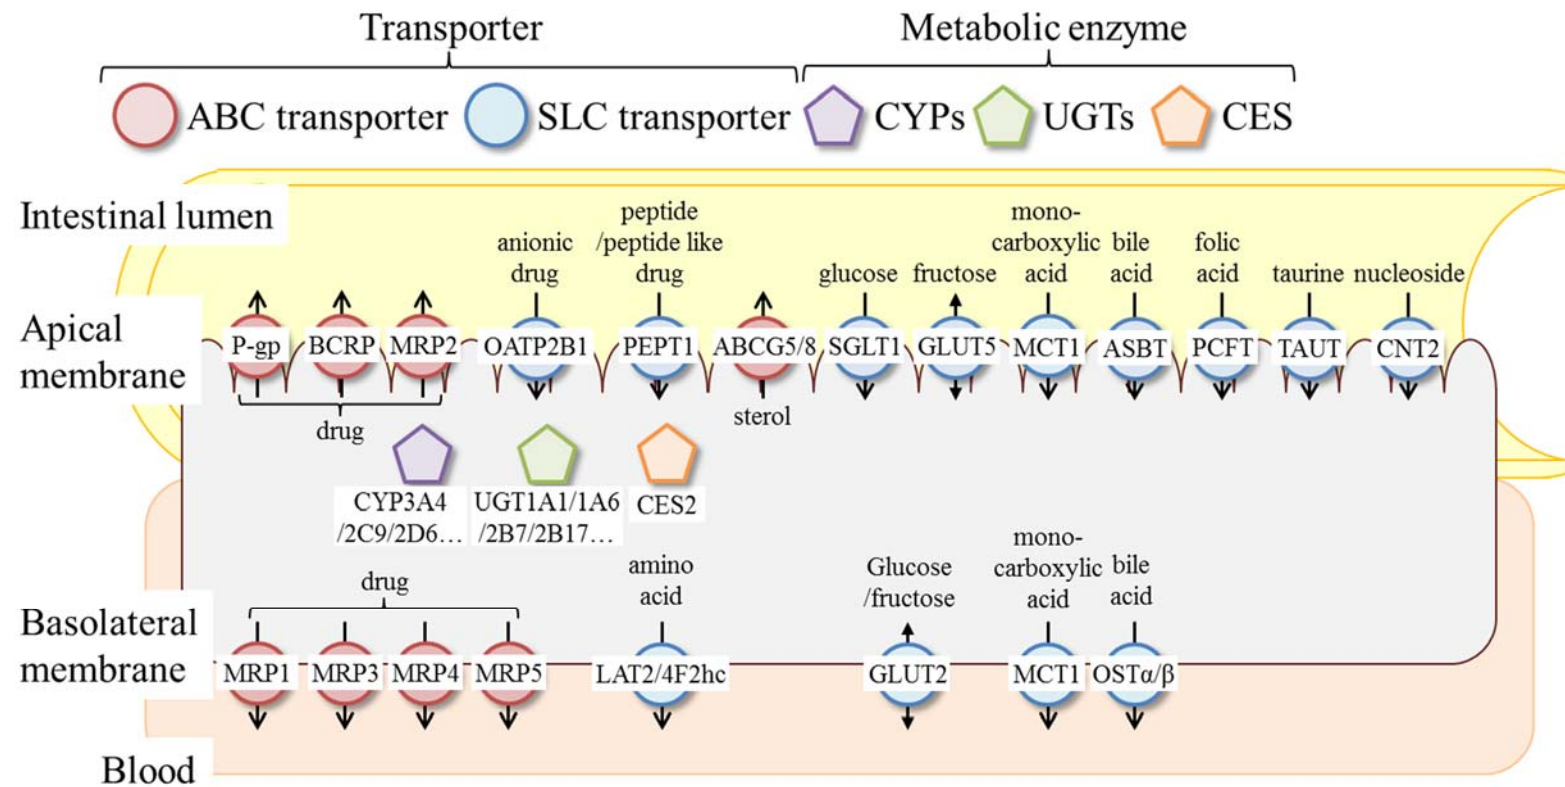 Transporter
Metabolic enzyme
ABC transporter
SLC transporter
CYPs
UGTs
CES
Intestinal lumen
anionic
drug
peptide
/peptide like
drug
glucose
fructose
mono-
carboxylic
acid
bile
acid
folic
acid
taurine
nucleoside
Apical
membrane
P-gp
BCRP
MRP2
OATP2B1
PEPT1
ABCG5/8
SGLT1
GLUT5
MCT1
ASBT
PCFT
TAUT
CNT2
drug
sterol
CYP3A4
/2C9/2D6…
UGT1A1/1A6
/2B7/2B17…
CES2
drug
amino
acid
Glucose
/fructose
mono-
carboxylic
acid
bile
acid
Basolateral
membrane
MRP1
MRP3
MRP4
MRP5
LAT2/4F2hc
GLUT2
MCT1
OSTα/β
Blood